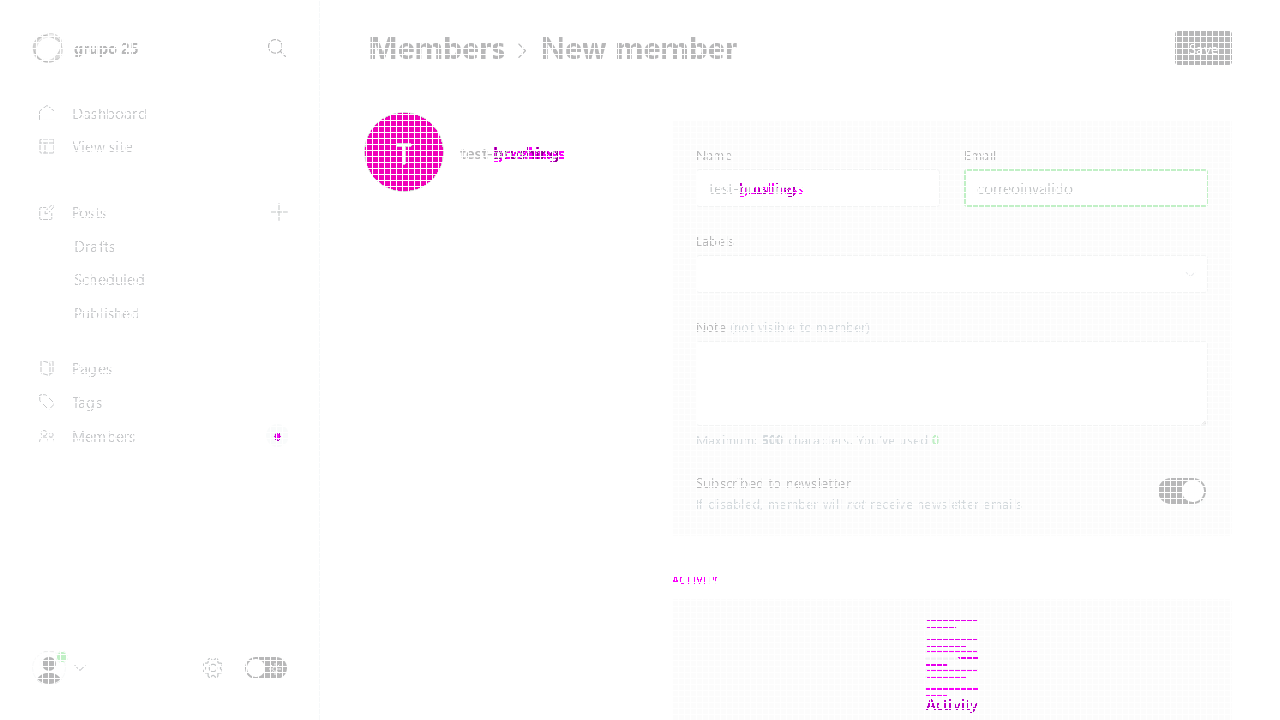 grupo 25
Members > New member
Save
Dashboard
View site
Posts
Drafts
Scheduled
Published
Pages
Tags
Members
T
test-
Name
Email
test-
correoinvalido
Labels
Note (not visible to member)
Maximum: 500 characters. You've used 0
Subscribed to newsletter
If disabled, member will not receive newsletter emails
ACTIVITY
Activity